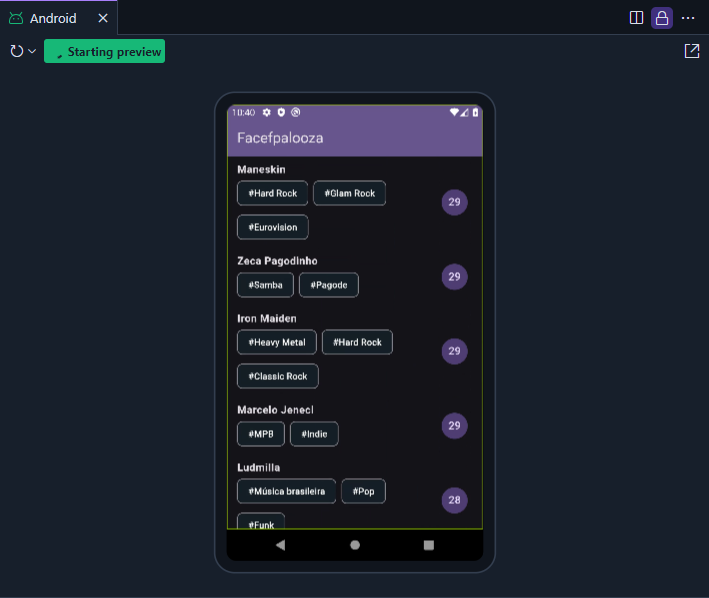 Android
Starting preview
10:40
Facefpalooza
Maneskin
#Hard Rock #Glam Rock
29
#Eurovision
Zeca Pagodinho
29
#Samba #Pagode
Iron Maiden
#Heavy Metal #Hard Rock
29
#Classic Rock
Marcelo Jeneci
29
#MPB #Indie
Ludmilla
#Música brasileira #Pop
28
#Funk